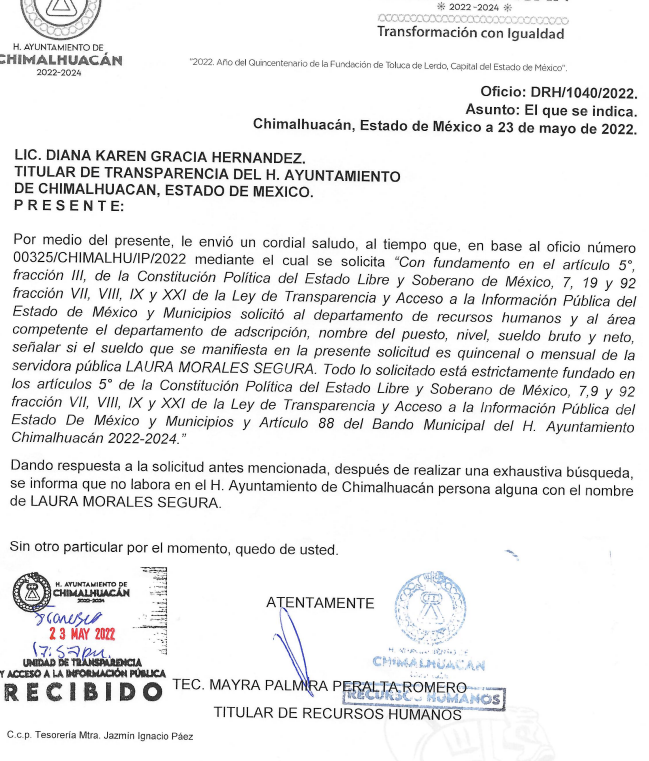 2022-2024
Transformación con Igualdad
H. AYUNTAMIENTO DE
CHIMALHUACÁN
2022-2024
"2022. Año del Quincentenario de la Fundación de Toluca de Lerdo, Capital del Estado de México".
Oficio: DRH/1040/2022.
Asunto: El que se indica.
Chimalhuacán, Estado de México a 23 de mayo de 2022.
LIC. DIANA KAREN GRACIA HERNANDEZ.
TITULAR DE TRANSPARENCIA DEL H. AYUNTAMIENTO
DE CHIMALHUACAN, ESTADO DE MEXICO.
P R E S E N T E:
Por medio del presente, le envió un cordial saludo, al tiempo que, en base al oficio número
00325/CHIMALHU/IP/2022 mediante el cual se solicita "Con fundamento en el artículo 5°,
fracción III, de la Constitución Política del Estado Libre y Soberano de México, 7, 19 y 92
fracción VII, VIII, IX y XXI de la Ley de Transparencia y Acceso a la Información Pública del
Estado de México y Municipios solicitó al departamento de recursos humanos y al área
competente el departamento de adscripción, nombre del puesto, nivel, sueldo bruto y neto,
señalar si el sueldo que se manifiesta en la presente solicitud es quincenal o mensual de la
servidora pública LAURA MORALES SEGURA. Todo lo solicitado está estrictamente fundado en
los artículos 5° de la Constitución Política del Estado Libre y Soberano de México, 7,9 y 92
fracción VII, VIII, IX y XXI de la Ley de Transparencia y Acceso a la Información Pública del
Estado De México y Municipios y Artículo 88 del Bando Municipal del H. Ayuntamiento
Chimalhuacán 2022-2024."
Dando respuesta a la solicitud antes mencionada, después de realizar una exhaustiva búsqueda,
se informa que no labora en el H. Ayuntamiento de Chimalhuacán persona alguna con el nombre
de LAURA MORALES SEGURA.
Sin otro particular por el momento, quedo de usted.
H. AYUNTAMIENTO DE
CHIMALHUACÁN
2022-2024
23 MAY 2022
17:57pm
UNIDAD DE TRANSPARENCIA
Y ACCESO A LA INFORMACIÓN PÚBLICA
RECIBIDO
ATENTAMENTE
CHIMALHUACAN
RECURSOS HUMANOS
TEC. MAYRA PALMIRA PERALTA ROMERO
TITULAR DE RECURSOS HUMANOS
C.c.p. Tesorería Mtra. Jazmín Ignacio Páez